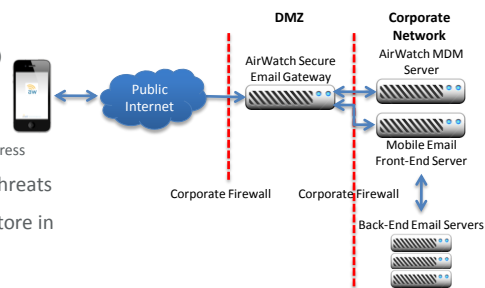 DMZ
Corporate
Network
AirWatch MDM
Server
AirWatch Secure
Email Gateway
Public
Internet
Mobile Email
Front-End Server
ress
hreats
tore in
Corporate Firewall
Corporate Firewall
Back-End Email Servers